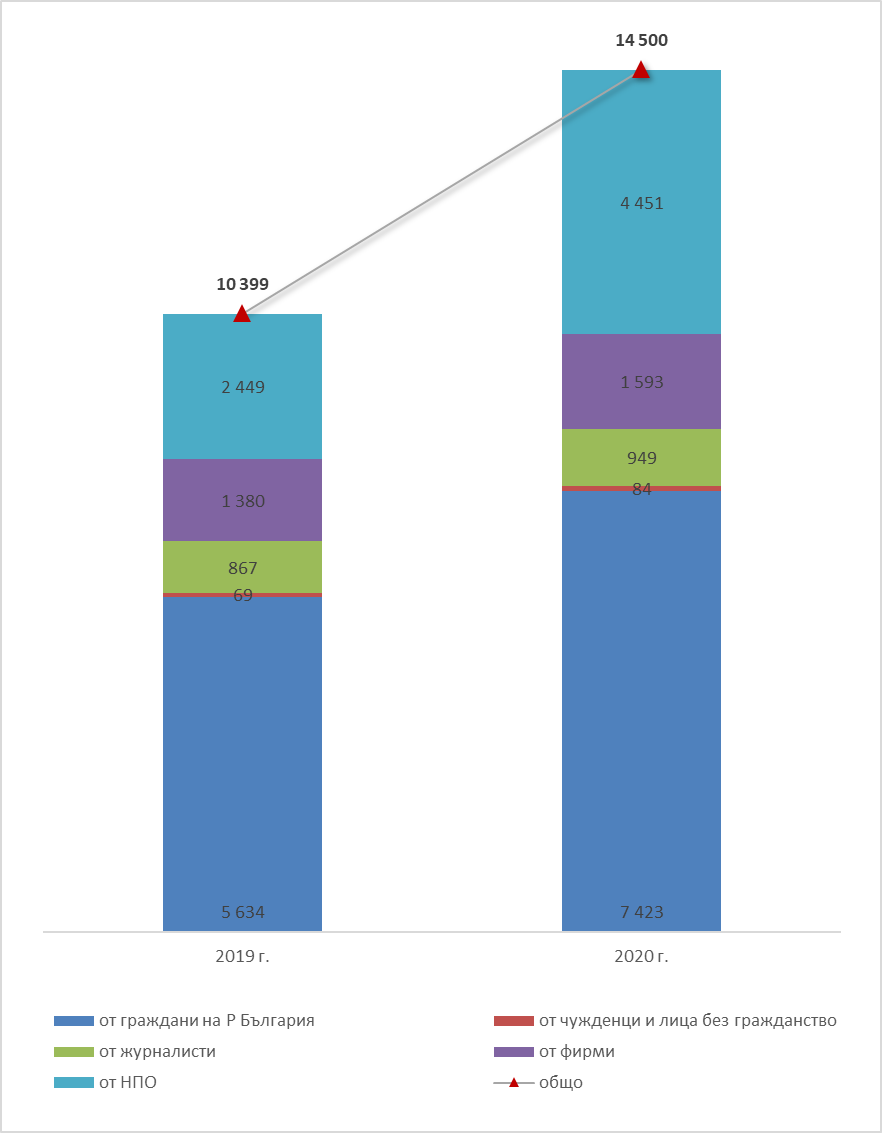 14 500
4 451
10 399
2 449
1 593
1 380
949
867
84
69
5 634
7 423
2019 г.
2020 г.
от граждани на Р България
от чужденци и лица без гражданство
от журналисти
от фирми
от НПО
общо